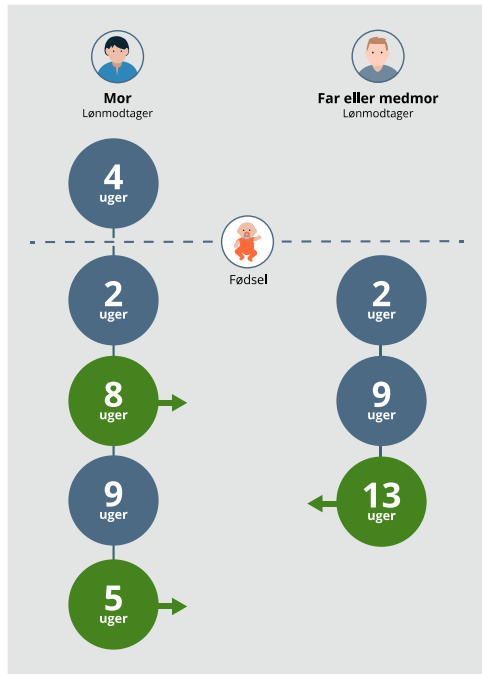 Mor
Lønmodtager
Far eller medmor
Lønmodtager
4
uger
Fødsel
2
uger
2
uger
8
uger
9
uger
9
uger
13
uger
5
uger